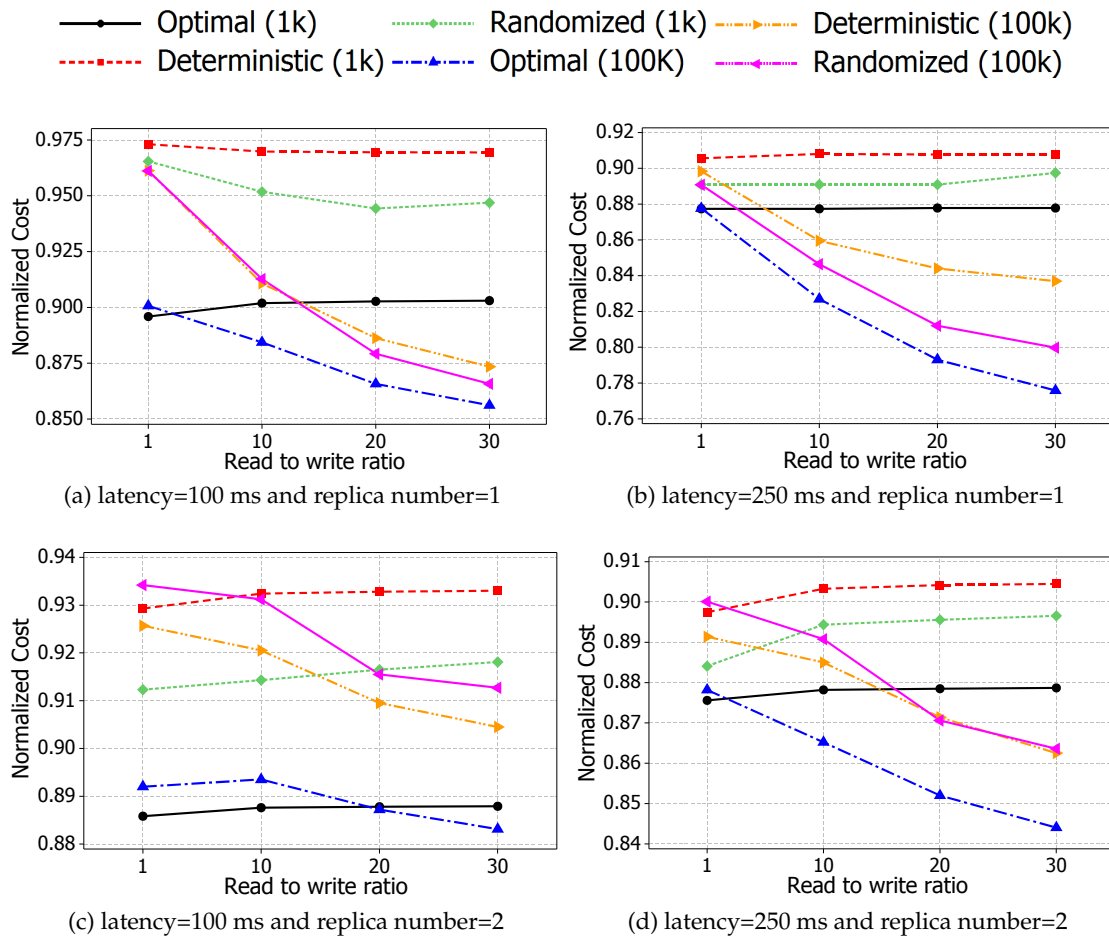 Optimal (1k) Randomized (1k) Deterministic (100k)
Deterministic (1k) Optimal (100K) Randomized (100k)
0.975
0.950
0.925
0.900
0.875
0.850
Normalized Cost
1 10 20 30
Read to write ratio
(a) latency=100 ms and replica number=1
0.92
0.90
0.88
0.86
0.84
0.82
0.80
0.78
0.76
Normalized Cost
1 10 20 30
Read to write ratio
(b) latency=250 ms and replica number=1
0.94
0.93
0.92
0.91
0.90
0.89
0.88
Normalized Cost
1 10 20 30
Read to write ratio
(c) latency=100 ms and replica number=2
0.91
0.90
0.89
0.88
0.87
0.86
0.85
0.84
Normalized Cost
1 10 20 30
Read to write ratio
(d) latency=250 ms and replica number=2